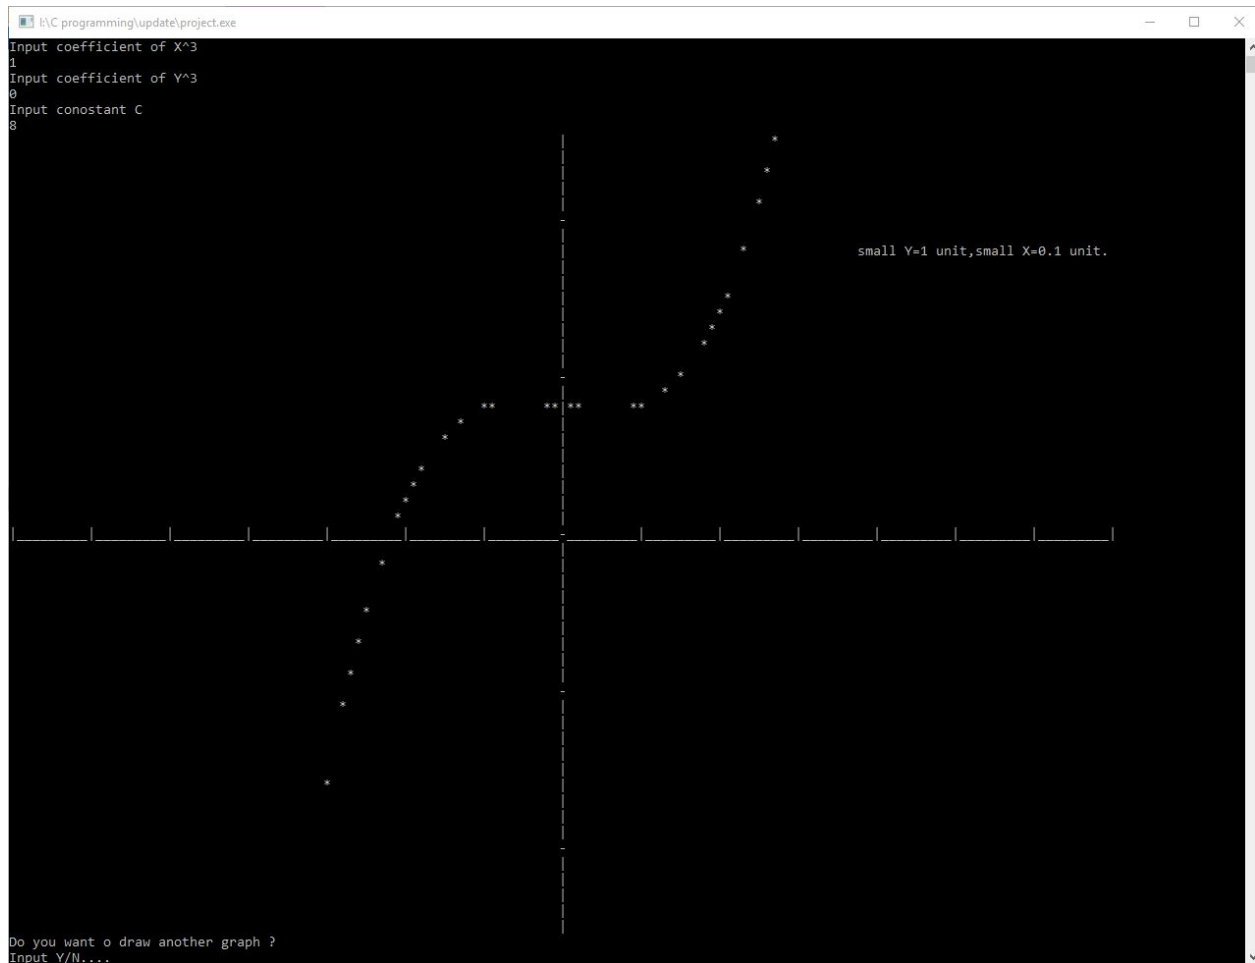 I:\C programming\update\project.exe
Input coefficient of X^3
1
Input coefficient of Y^3
0
Input conostant C
8
small Y=1 unit,small X=0.1 unit.
Do you want o draw another graph ?
Input Y/N....